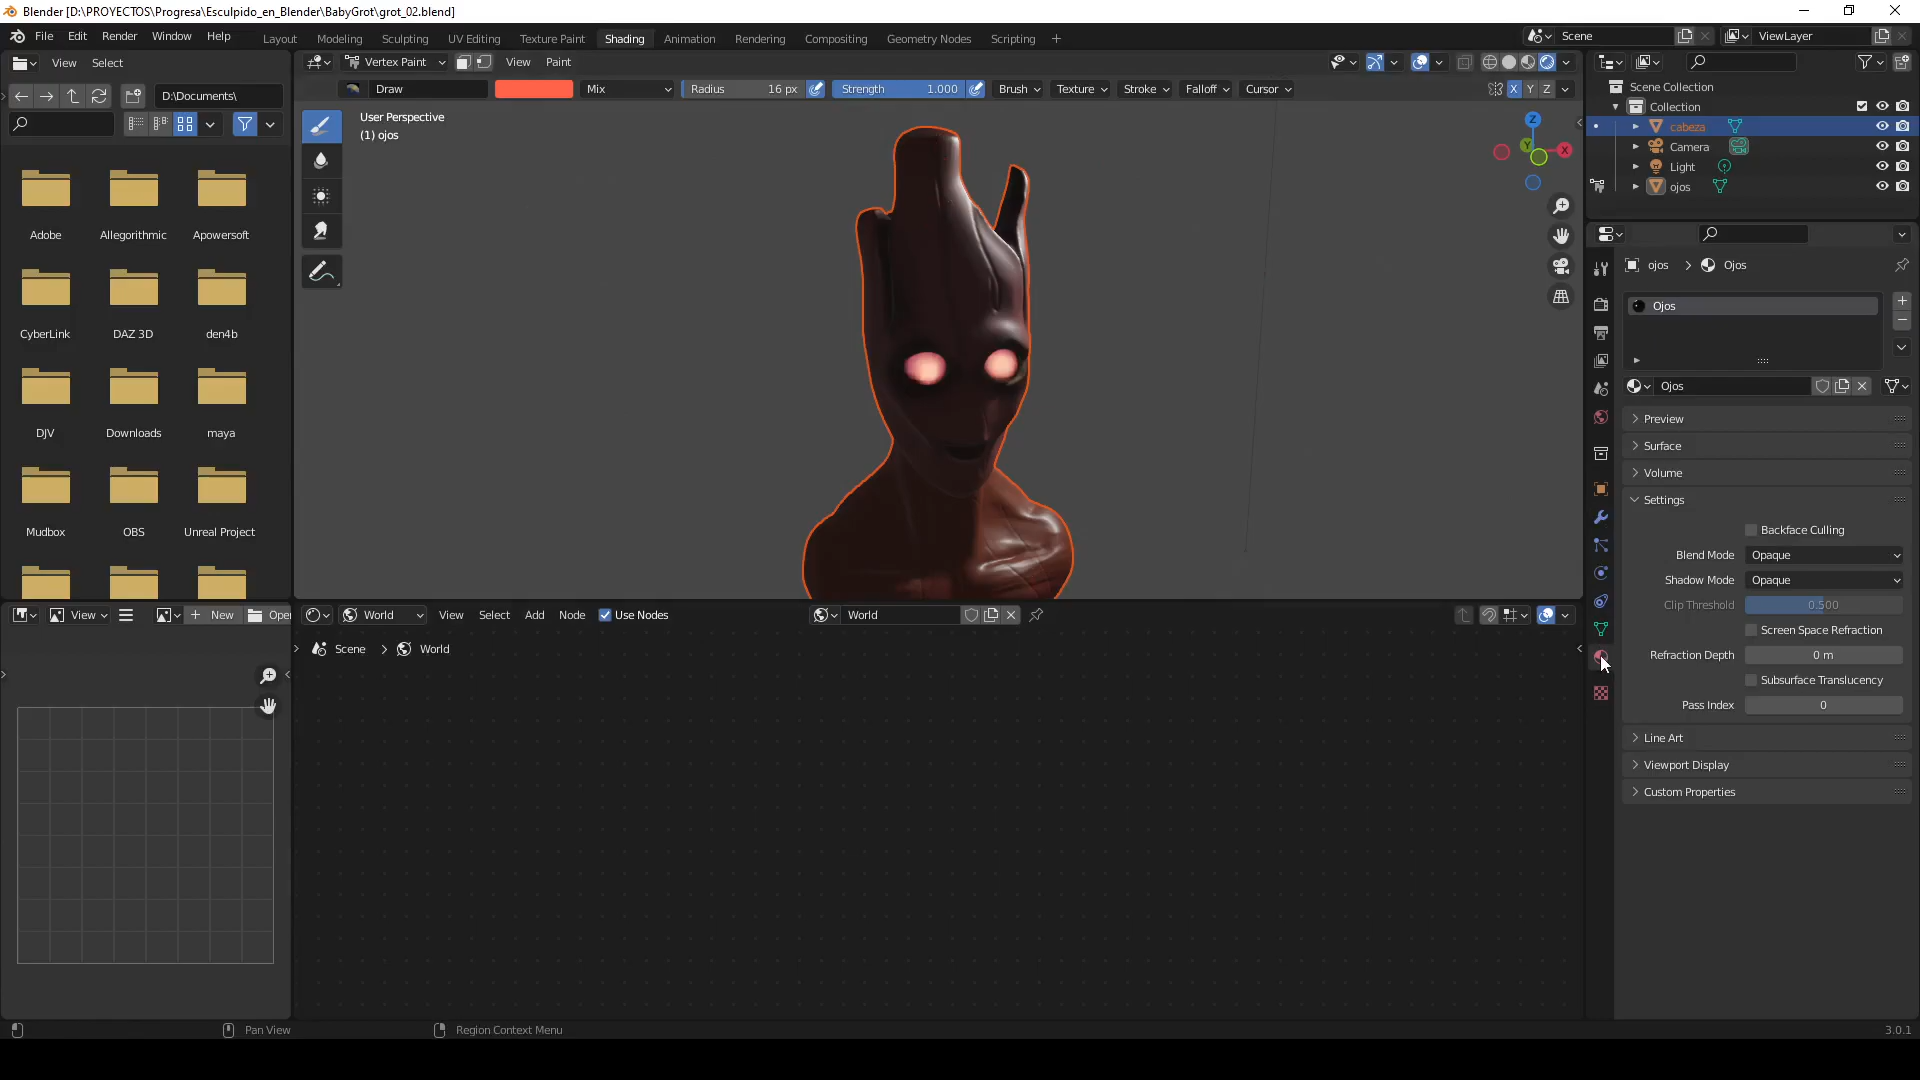 Blender [D:\PROYECTOS\Progresa\Esculpido_en_Blender\BabyGrot\grot_02.blend]
File Edit Render Window Help Layout Modeling Sculpting UV Editing Texture Paint Shading Animation Rendering Compositing Geometry Nodes Scripting + Scene ViewLayer
View Select Vertex Paint View Paint
D:\Documents\ Draw Mix Radius 16 px Strength 1.000 Brush Texture Stroke Falloff Cursor X Y Z
Scene Collection
Collection
cabeza
Camera
Light
ojos
User Perspective
(1) ojos
Z
Y
X
Adobe Allegorithmic Apowersoft
CyberLink DAZ 3D den4b
DJV Downloads maya
Mudbox OBS Unreal Project
ojos > Ojos
Ojos
Ojos
Preview
Surface
Volume
Settings
Backface Culling
Blend Mode Opaque
Shadow Mode Opaque
Clip Threshold 0.500
Screen Space Refraction
Refraction Depth 0 m
Subsurface Translucency
Pass Index 0
Line Art
Viewport Display
Custom Properties
View New Ope World View Select Add Node Use Nodes World
Scene > World
Pan View Region Context Menu 3.0.1